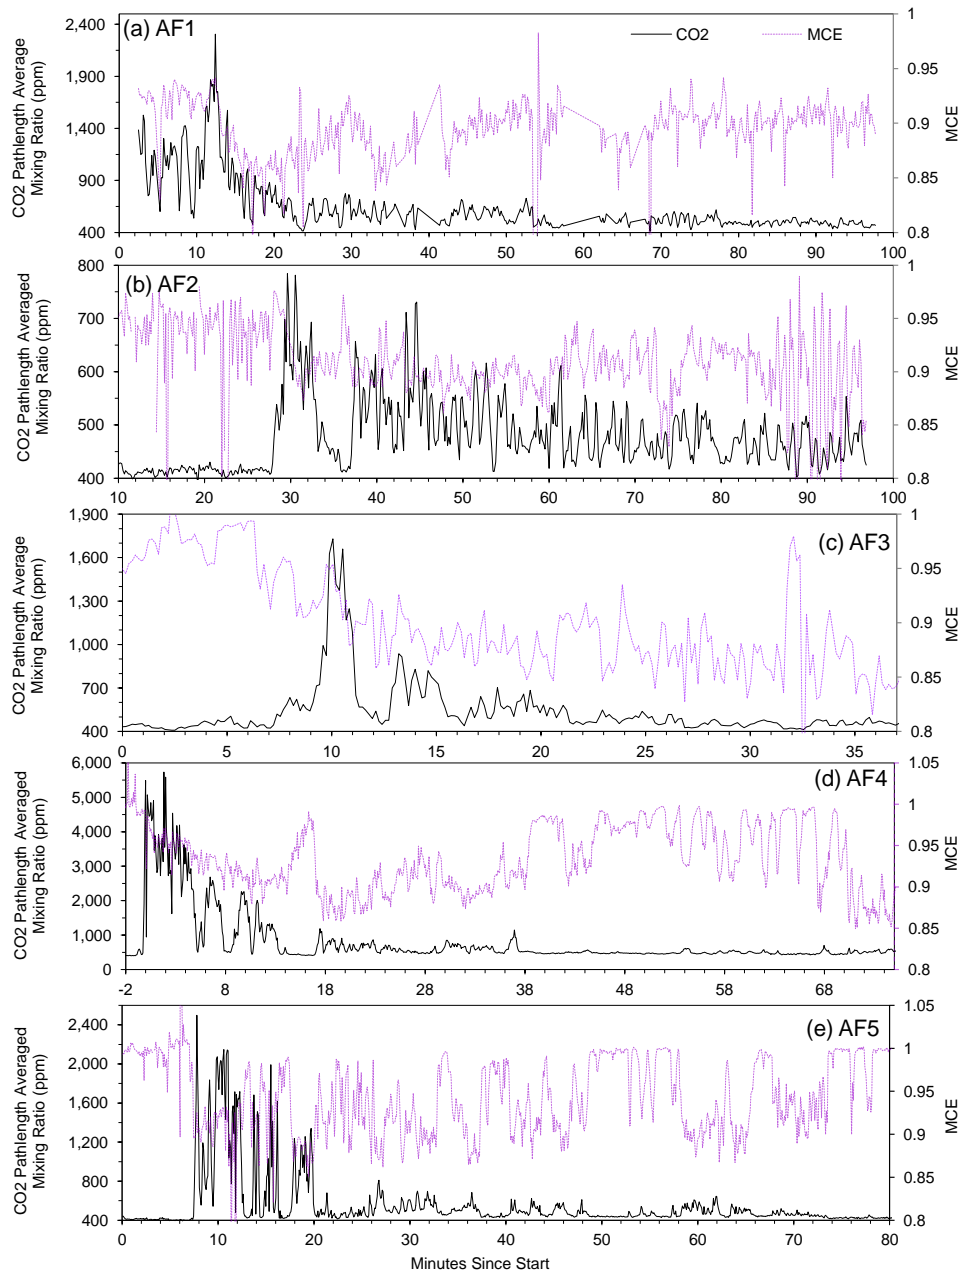 (a) AF1
CO2
MCE
2,400
1,900
1,400
900
400
1
0.95
0.9
0.85
0.8
0 10 20 30 40 50 60 70 80 90 100
CO2 Pathlength Average
Mixing Ratio (ppm)
MCE
(b) AF2
800
700
600
500
400
1
0.95
0.9
0.85
0.8
10 20 30 40 50 60 70 80 90 100
CO2 Pathlength Averaged
Mixing Ratio (ppm)
MCE
(c) AF3
1,900
1,600
1,300
1,000
700
400
1
0.95
0.9
0.85
0.8
0 5 10 15 20 25 30 35
CO2 Pathlength Average
Mixing Ratio (ppm)
MCE
(d) AF4
6,000
5,000
4,000
3,000
2,000
1,000
0
1.05
1
0.95
0.9
0.85
0.8
-2 8 18 28 38 48 58 68
CO2 Pathlength Averaged
Mixing Ratio (ppm)
MCE
(e) AF5
2,400
2,000
1,600
1,200
800
400
1.05
1
0.95
0.9
0.85
0.8
0 10 20 30 40 50 60 70 80
CO2 Pathlength Averaged
Mixing Ratio (ppm)
MCE
Minutes Since Start